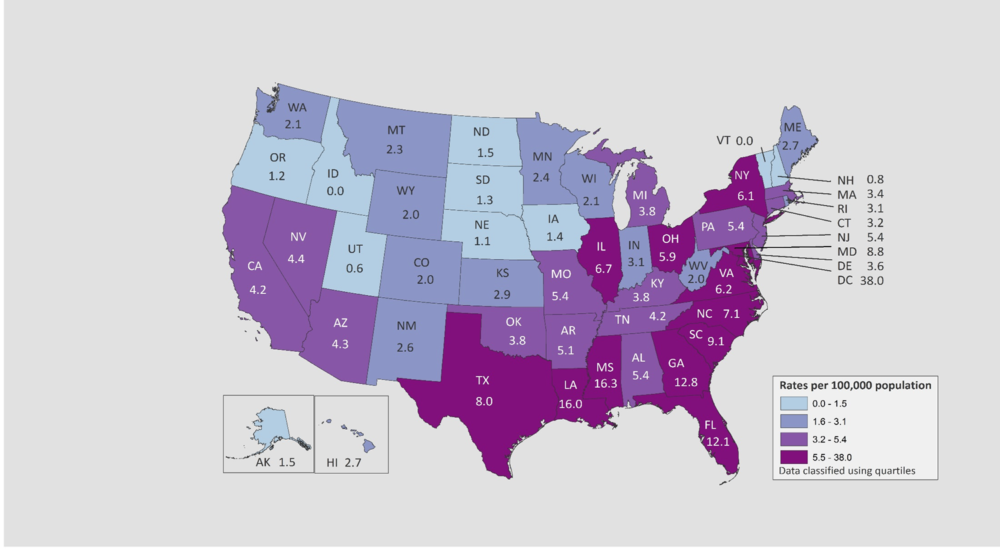 WA
2.1
MT
2.3
ND
1.5
MN
2.4
ME
2.7
VT 0.0
OR
1.2
ID
0.0
WY
2.0
SD
1.3
WI
2.1
MI
3.8
NY
6.1
NH 0.8
MA 3.4
RI 3.1
CT 3.2
NJ 5.4
MD 8.8
DE 3.6
DC 38.0
NV
4.4
UT
0.6
NE
1.1
IA
1.4
IL
6.7
IN
3.1
OH
5.9
PA 5.4
CA
4.2
CO
2.0
KS
2.9
MO
5.4
KY
3.8
WV
2.0
VA
6.2
AZ
4.3
NM
2.6
OK
3.8
AR
5.1
TN 4.2
NC 7.1
SC 9.1
TX
8.0
LA
16.0
MS
16.3
AL
5.4
GA
12.8
FL
12.1
AK 1.5
HI 2.7
Rates per 100,000 population
0.0 - 1.5
1.6 - 3.1
3.2 - 5.4
5.5 - 38.0
Data classified using quartiles